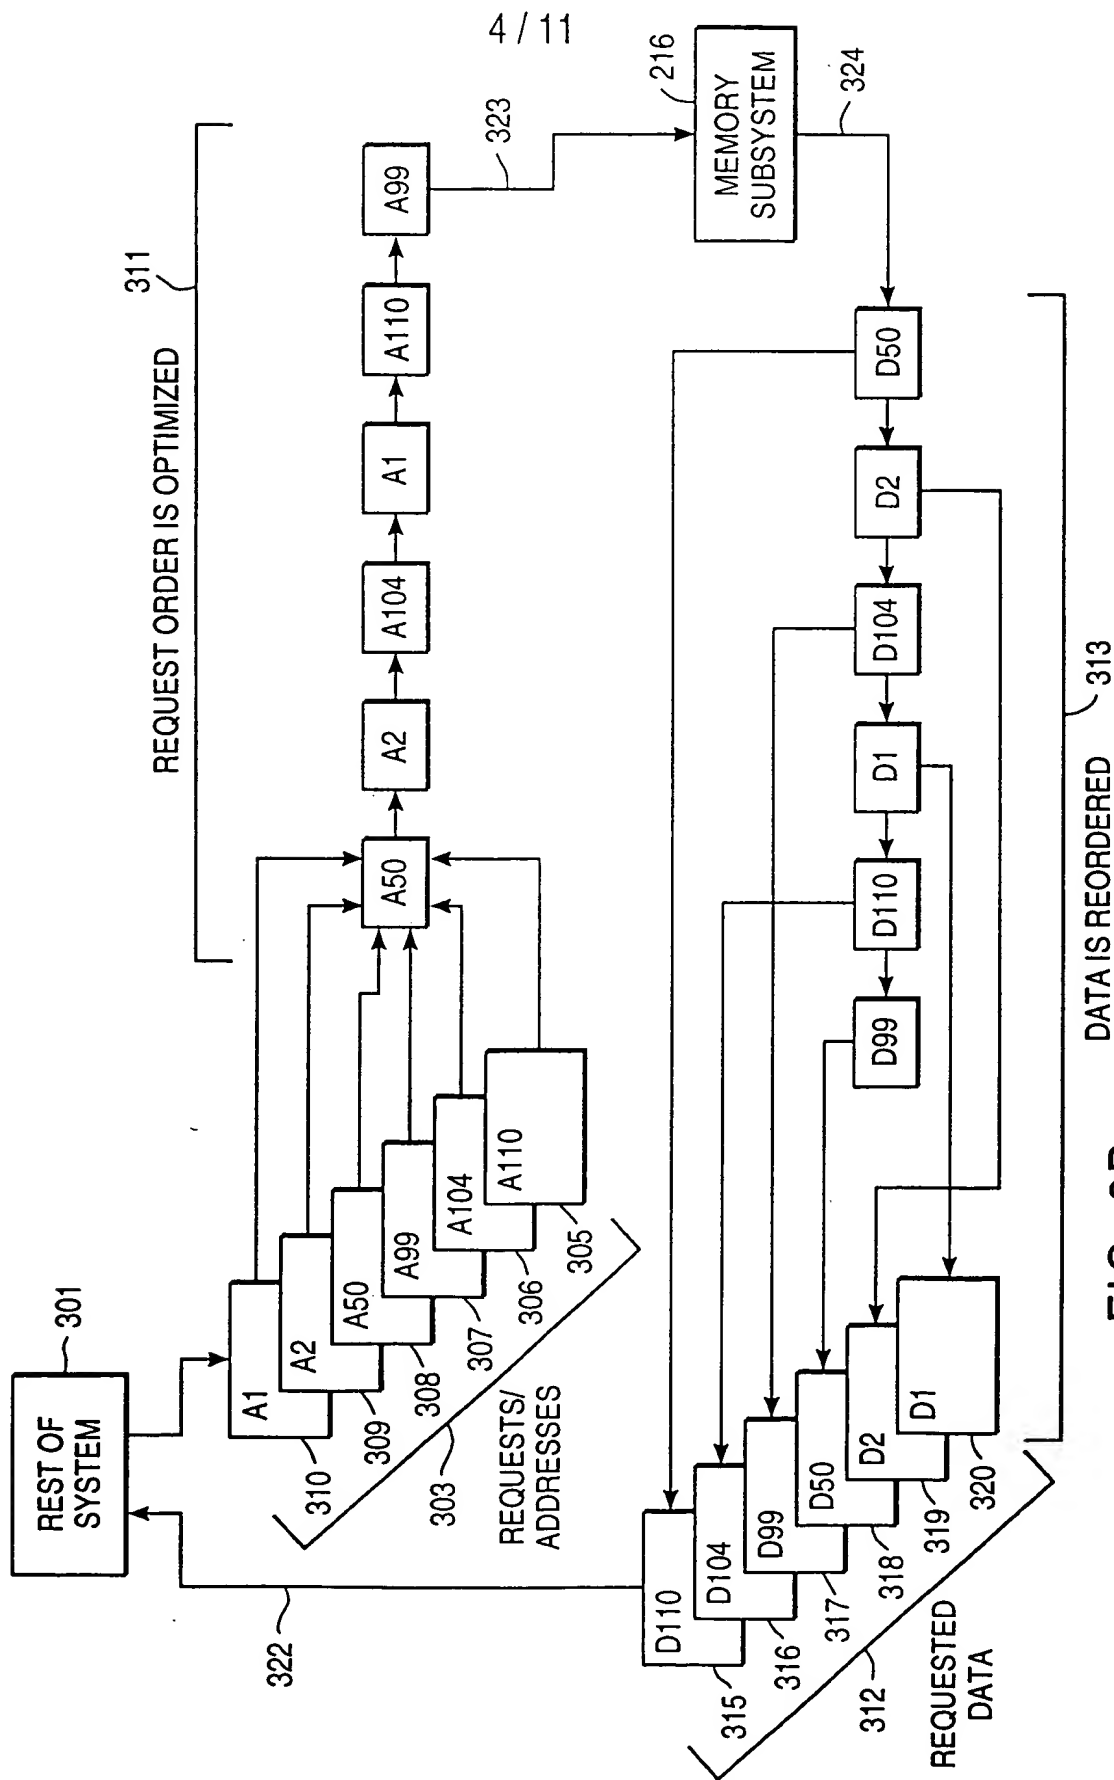 4 / 11
REQUEST ORDER IS OPTIMIZED
311
REST OF
SYSTEM
301
322
A1
A2
A50
A99
A104
A110
310
309
308
307
306
305
303
REQUESTS/
ADDRESSES
A50
A2
A104
A1
A110
A99
323
MEMORY
SUBSYSTEM
216
324
D50
D2
D104
D1
D110
D99
D110
D104
D99
D50
D2
D1
315
316
317
318
319
320
312
REQUESTED
DATA
313
DATA IS REORDERED